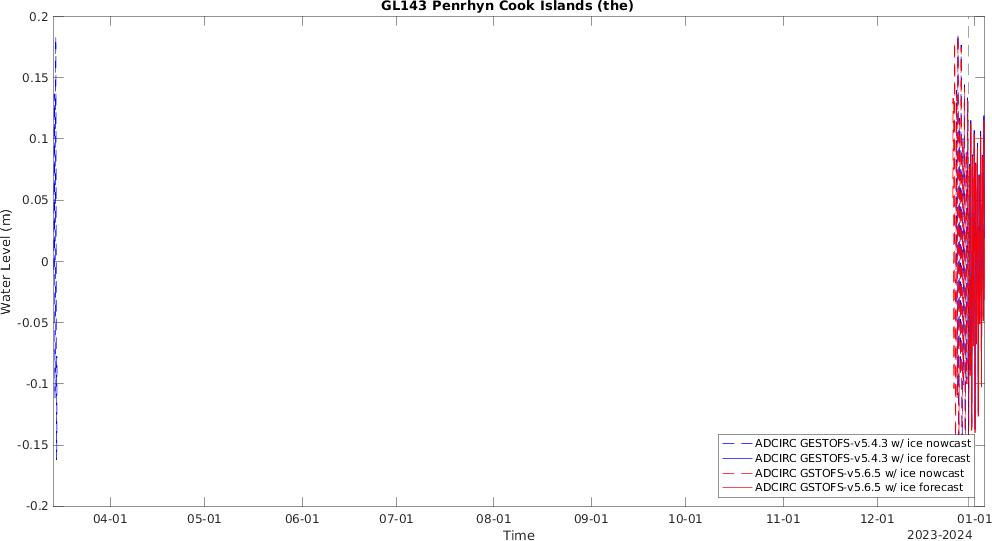 GL143 Penrhyn Cook Islands (the)
0.2
0.15
0.1
0.05
0
-0.05
-0.1
-0.15
-0.2
Water Level (m)
ADCIRC GESTOFS-v5.4.3 w/ ice nowcast
ADCIRC GESTOFS-v5.4.3 w/ ice forecast
ADCIRC GSTOFS-v5.6.5 w/ ice nowcast
ADCIRC GSTOFS-v5.6.5 w/ ice forecast
04-01 05-01 06-01 07-01 08-01 09-01 10-01 11-01 12-01 01-01
Time
2023-2024